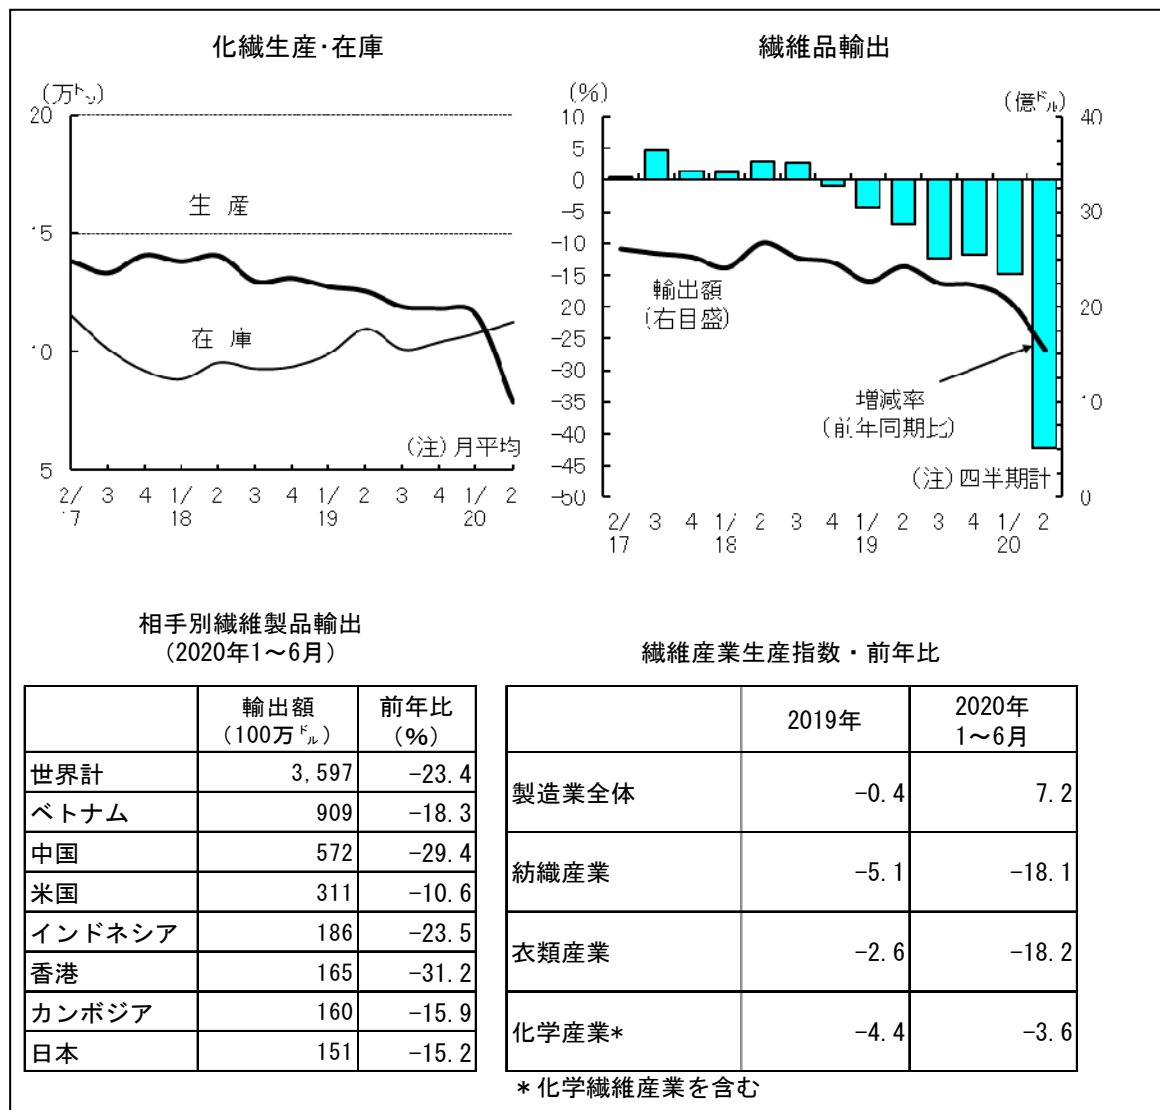 化繊生産･在庫
(万㌧)
20
15
10
5
生 産
在 庫
(注)月平均
2/ 3 4 1/ 2 3 4 1/ 2 3 4 1/ 2
'17 18 19 20
繊維品輸出
(%)
(億㌦)
10
5
0
-5
-10
-15
20
-25
-30
-35
-40
-45
-50
40
30
20
10
0
輸出額
(右目盛)
増減率
(前年同期比)
(注)四半期計
2/ 3 4 1/ 2 3 4 1/ 2 3 4 1/ 2
17 18 19 20
相手別繊維製品輸出
(2020年1～6月)
輸出額 前年比
(100万㌦) (％)
世界計 3,597 -23.4
ベトナム 909 -18.3
中国 572 -29.4
米国 311 -10.6
インドネシア 186 -23.5
香港 165 -31.2
カンボジア 160 -15.9
日本 151 -15.2
繊維産業生産指数・前年比
2019年 2020年
1～6月
製造業全体 -0.4 7.2
紡織産業 -5.1 -18.1
衣類産業 -2.6 -18.2
化学産業* -4.4 -3.6
*化学繊維産業を含む